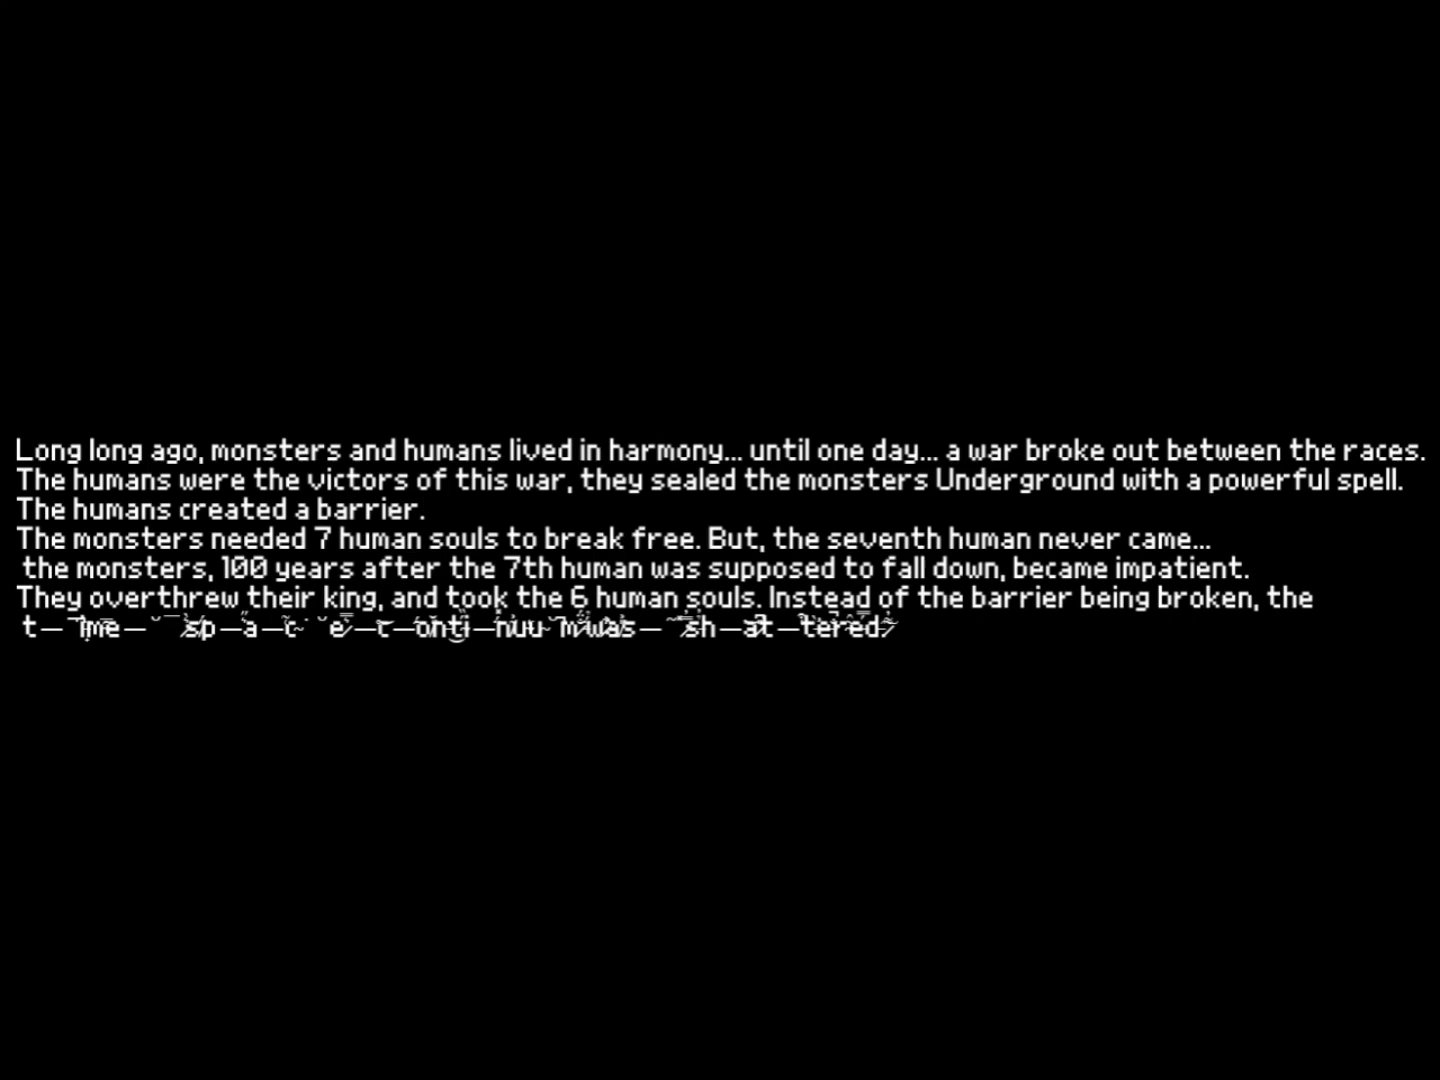 Long long ago, monsters and humans lived in harmony... until one day... a war broke out between the races.
The humans were the victors of this war, they sealed the monsters Underground with a powerful spell.
The humans created a barrier.
The monsters needed 7 human souls to break free. But, the seventh human never came...
the monsters, 100 years after the 7th human was supposed to fall down, became impatient.
They overthrew their king, and took the 6 human souls. Instead of the barrier being broken, the
time space continuum was shattered